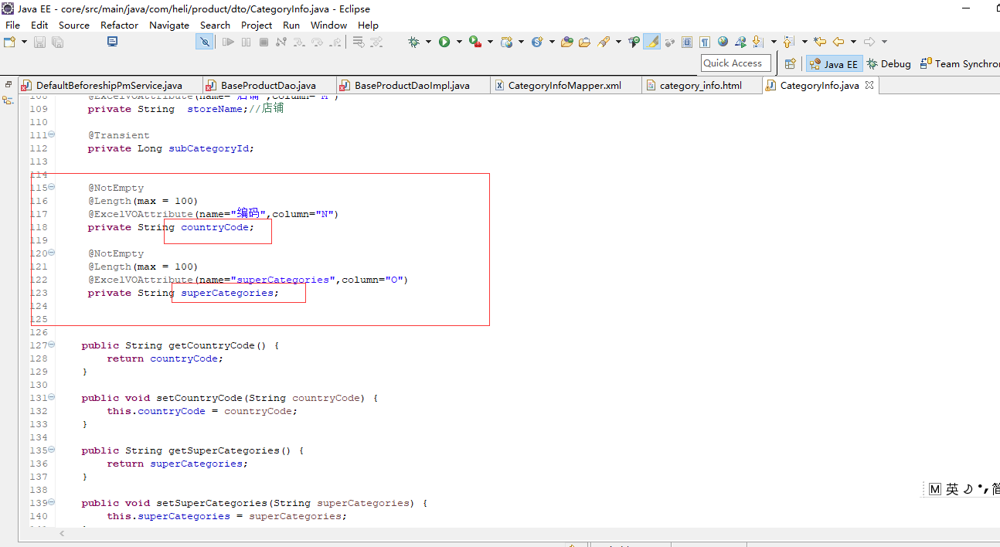 Java EE - core/src/main/java/com/heli/product/dto/CategoryInfo.java - Eclipse
File Edit Source Refactor Navigate Search Project Run Window Help
Quick Access
Java EE
Debug
Team Synchro
DefaultBeforeshipPmService.java
BaseProductDao.java
BaseProductDaoImpl.java
CategoryInfoMapper.xml
category_info.html
CategoryInfo.java
108 @ExcelVOAttribute(name="店铺",column="M")
109 private String storeName;//店铺
110
111 @Transient
112 private Long subCategoryId;
113
114
115 @NotEmpty
116 @Length(max = 100)
117 @ExcelVOAttribute(name="编码",column="N")
118 private String countryCode;
119
120 @NotEmpty
121 @Length(max = 100)
122 @ExcelVOAttribute(name="superCategories",column="O")
123 private String superCategories;
124
125
126
127 public String getCountryCode() {
128 return countryCode;
129 }
130
131 public void setCountryCode(String countryCode) {
132 this.countryCode = countryCode;
133 }
134
135 public String getSuperCategories() {
136 return superCategories;
137 }
138
139 public void setSuperCategories(String superCategories) {
140 this.superCategories = superCategories;
M 英 简